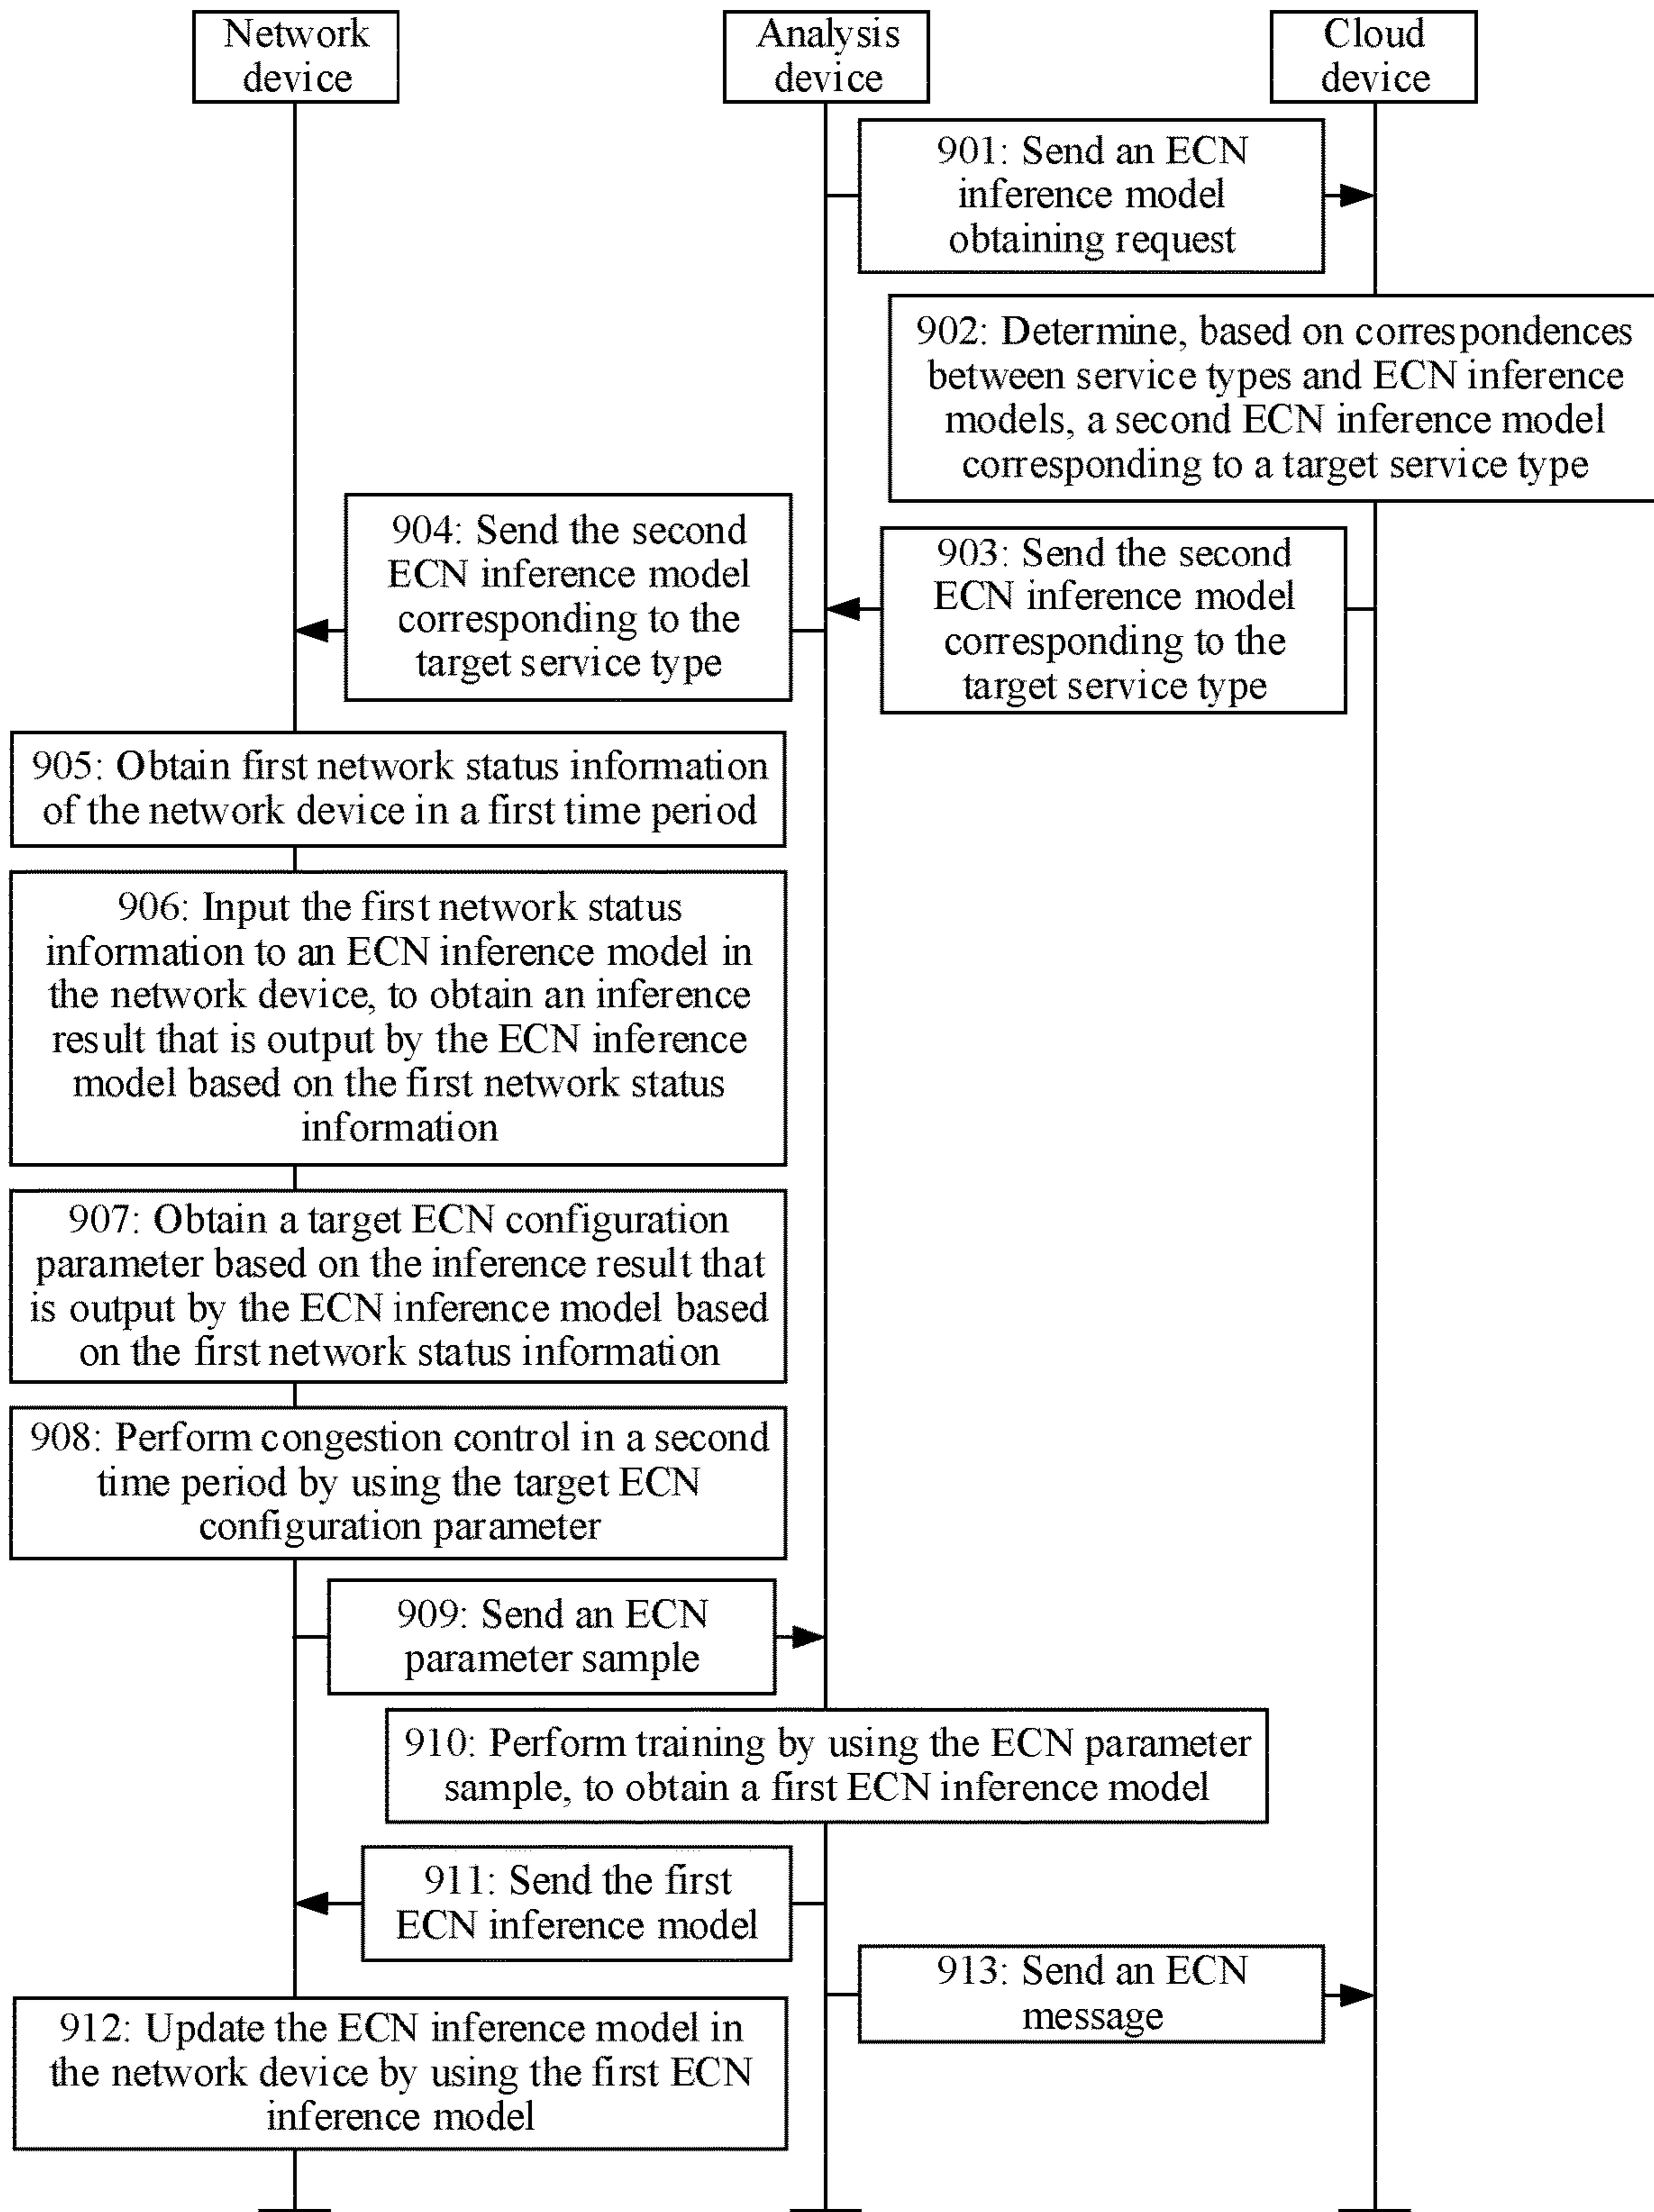 Network
device
Analysis
device
Cloud
device
901: Send an ECN
inference model
obtaining request
902: Determine, based on correspondences
between service types and ECN inference
models, a second ECN inference model
corresponding to a target service type
903: Send the second
ECN inference model
corresponding to the
target service type
904: Send the second
ECN inference model
corresponding to the
target service type
905: Obtain first network status information
of the network device in a first time period
906: Input the first network status
information to an ECN inference model in
the network device, to obtain an inference
result that is output by the ECN inference
model based on the first network status
information
907: Obtain a target ECN configuration
parameter based on the inference result that
is output by the ECN inference model based
on the first network status information
908: Perform congestion control in a second
time period by using the target ECN
configuration parameter
909: Send an ECN
parameter sample
910: Perform training by using the ECN parameter
sample, to obtain a first ECN inference model
911: Send the first
ECN inference model
913: Send an ECN
message
912: Update the ECN inference model in
the network device by using the first ECN
inference model